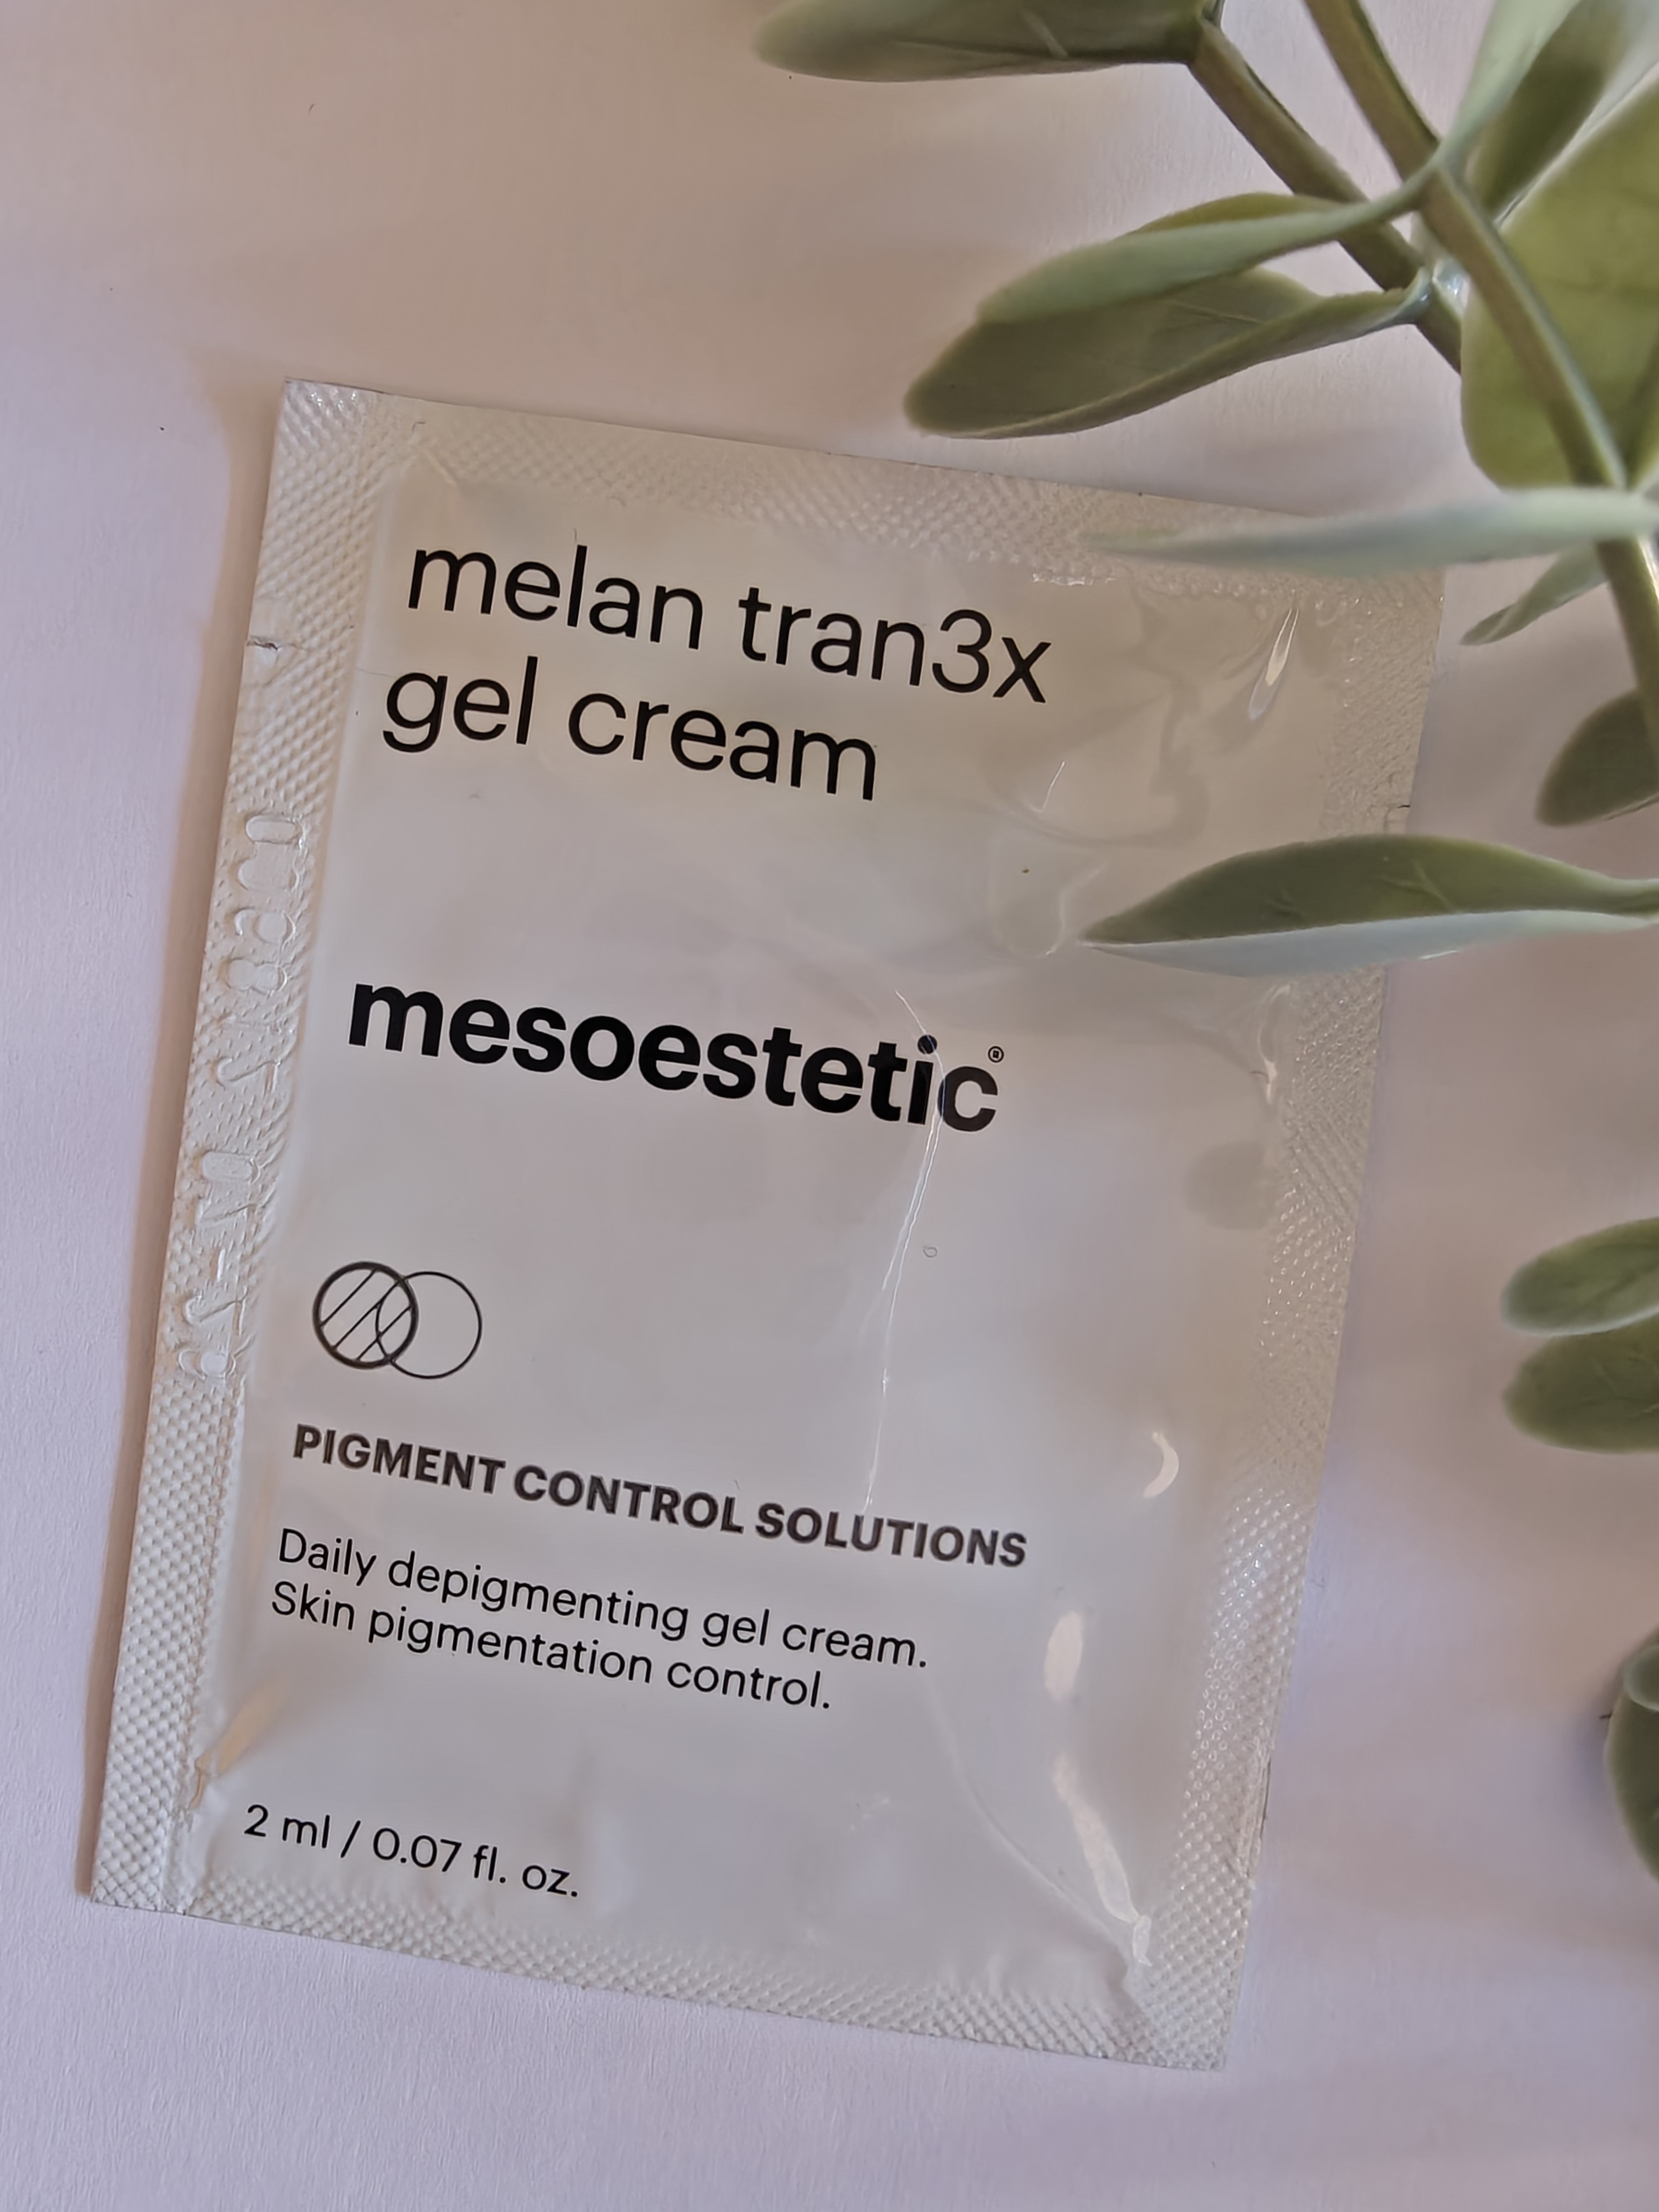 melan tran3x
gel cream
mesoestetic®
PIGMENT CONTROL SOLUTIONS
Daily depigmenting gel cream.
Skin pigmentation control.
2 ml / 0.07 fl. oz.